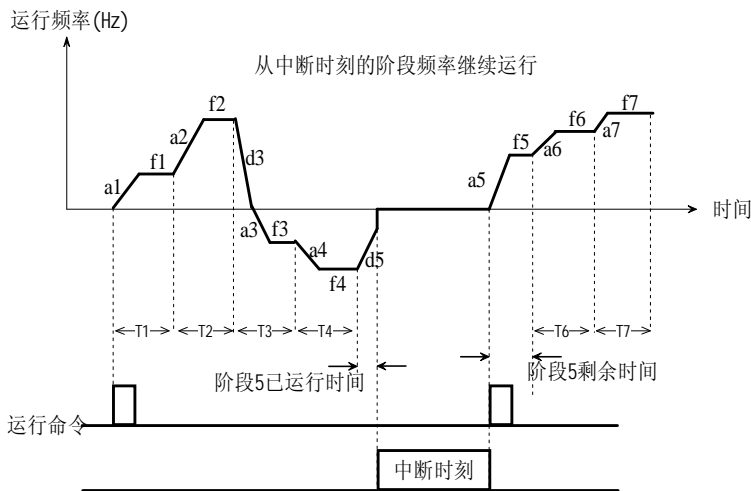 运行频率(Hz)
从中断时刻的阶段频率继续运行
f2
f7
f6
a2
a7
f1
d3
f5
a6
a1
a5
时间
a3
f3
a4
d5
f4
T1
T2
T3
T4
T6
T7
阶段5已运行时间
阶段5剩余时间
运行命令
中断时刻